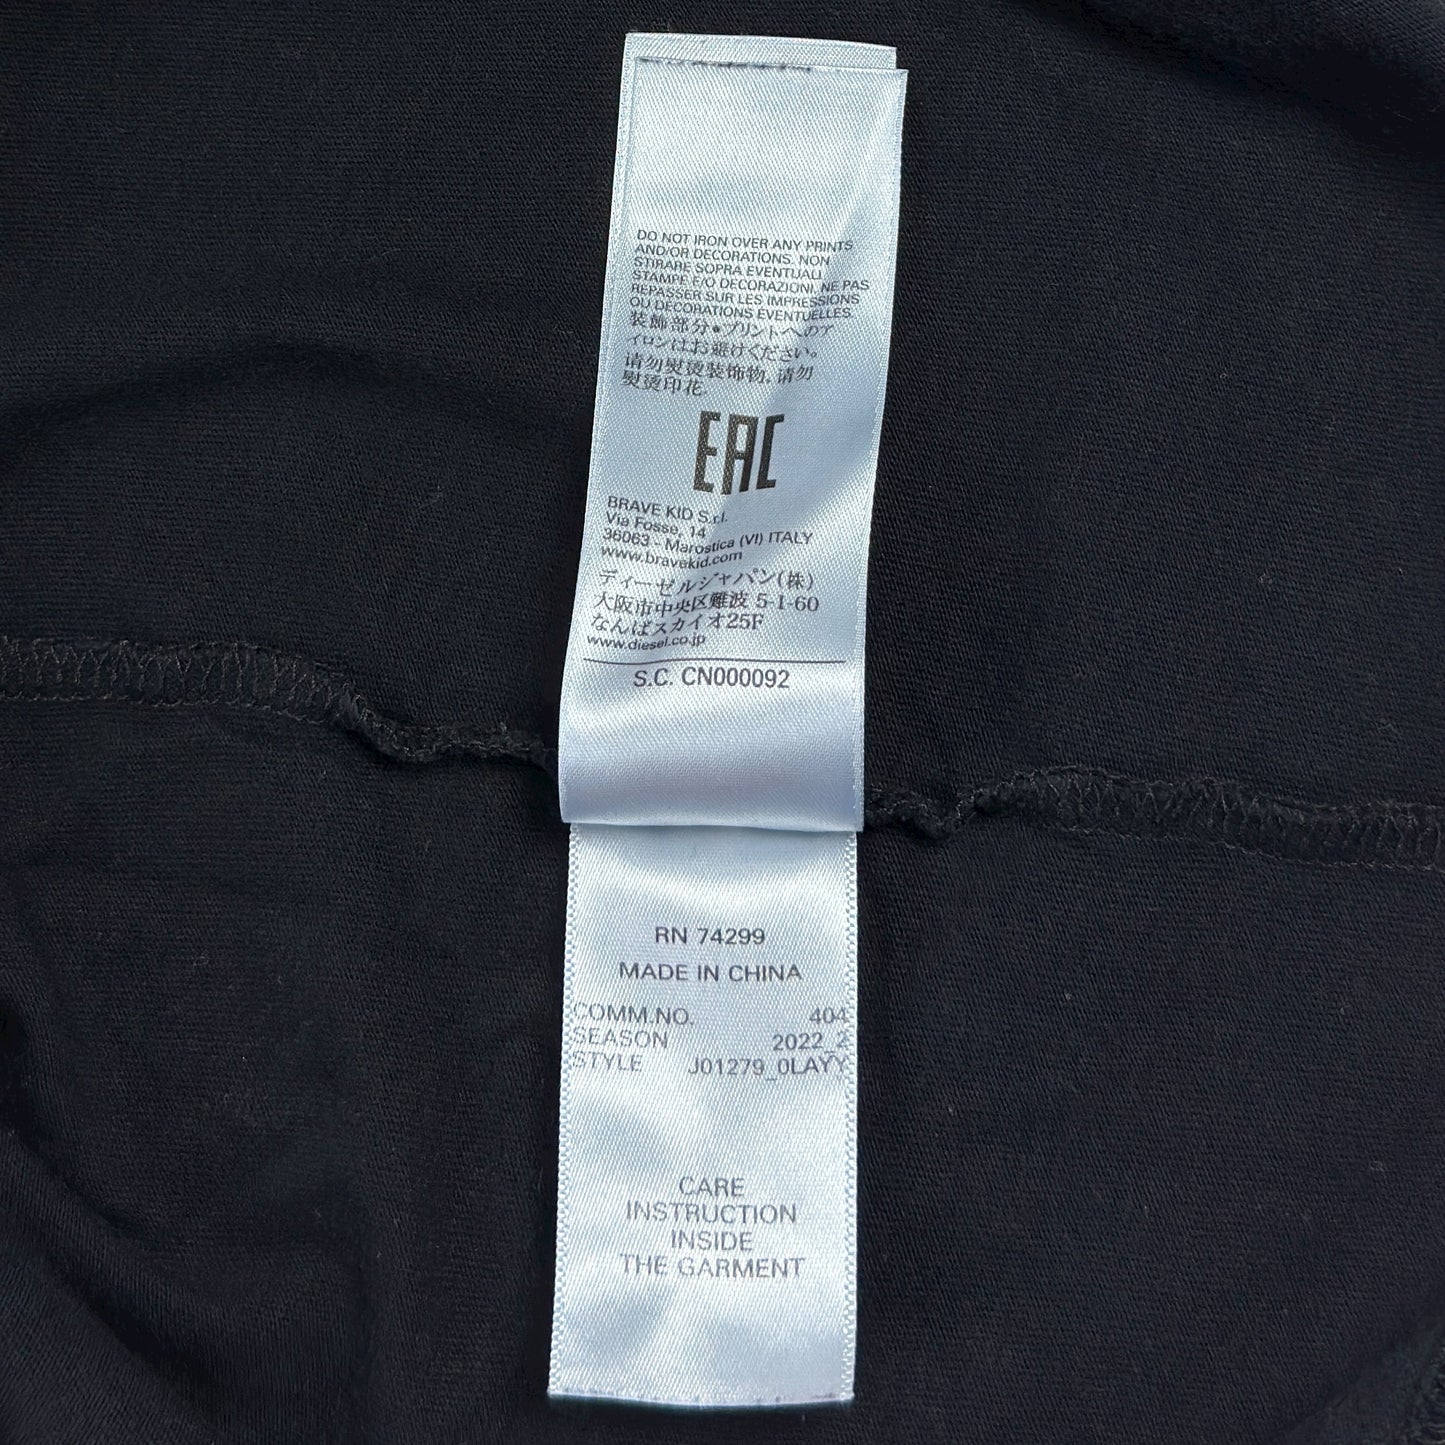 DO NOT IRON OVER ANY PRINTS
AND/OR DECORATIONS. NON
STIRARE SOPRA EVENTUALI
STAMPE E/O DECORAZIONI. NE PAS
REPASSER SUR LES IMPRESSIONS
OU DECORATIONS EVENTUELLES.
装飾部分●プリントへのア
イロンはお避けください。
请勿熨烫装饰物, 请勿
熨烫印花.
EAC
BRAVE KID S.r.l.
Via Fosse, 14
36063 - Marostica (VI) ITALY
www.bravekid.com
ディーゼルジャパン(株)
大阪市中央区難波 5-1-60
なんばスカイオ25F
www.diesel.co.jp
S.C. CN000092
RN 74299
MADE IN CHINA
COMM.NO. 404
SEASON 2022_2
STYLE J01279_0LAYY
CARE
INSTRUCTION
INSIDE
THE GARMENT